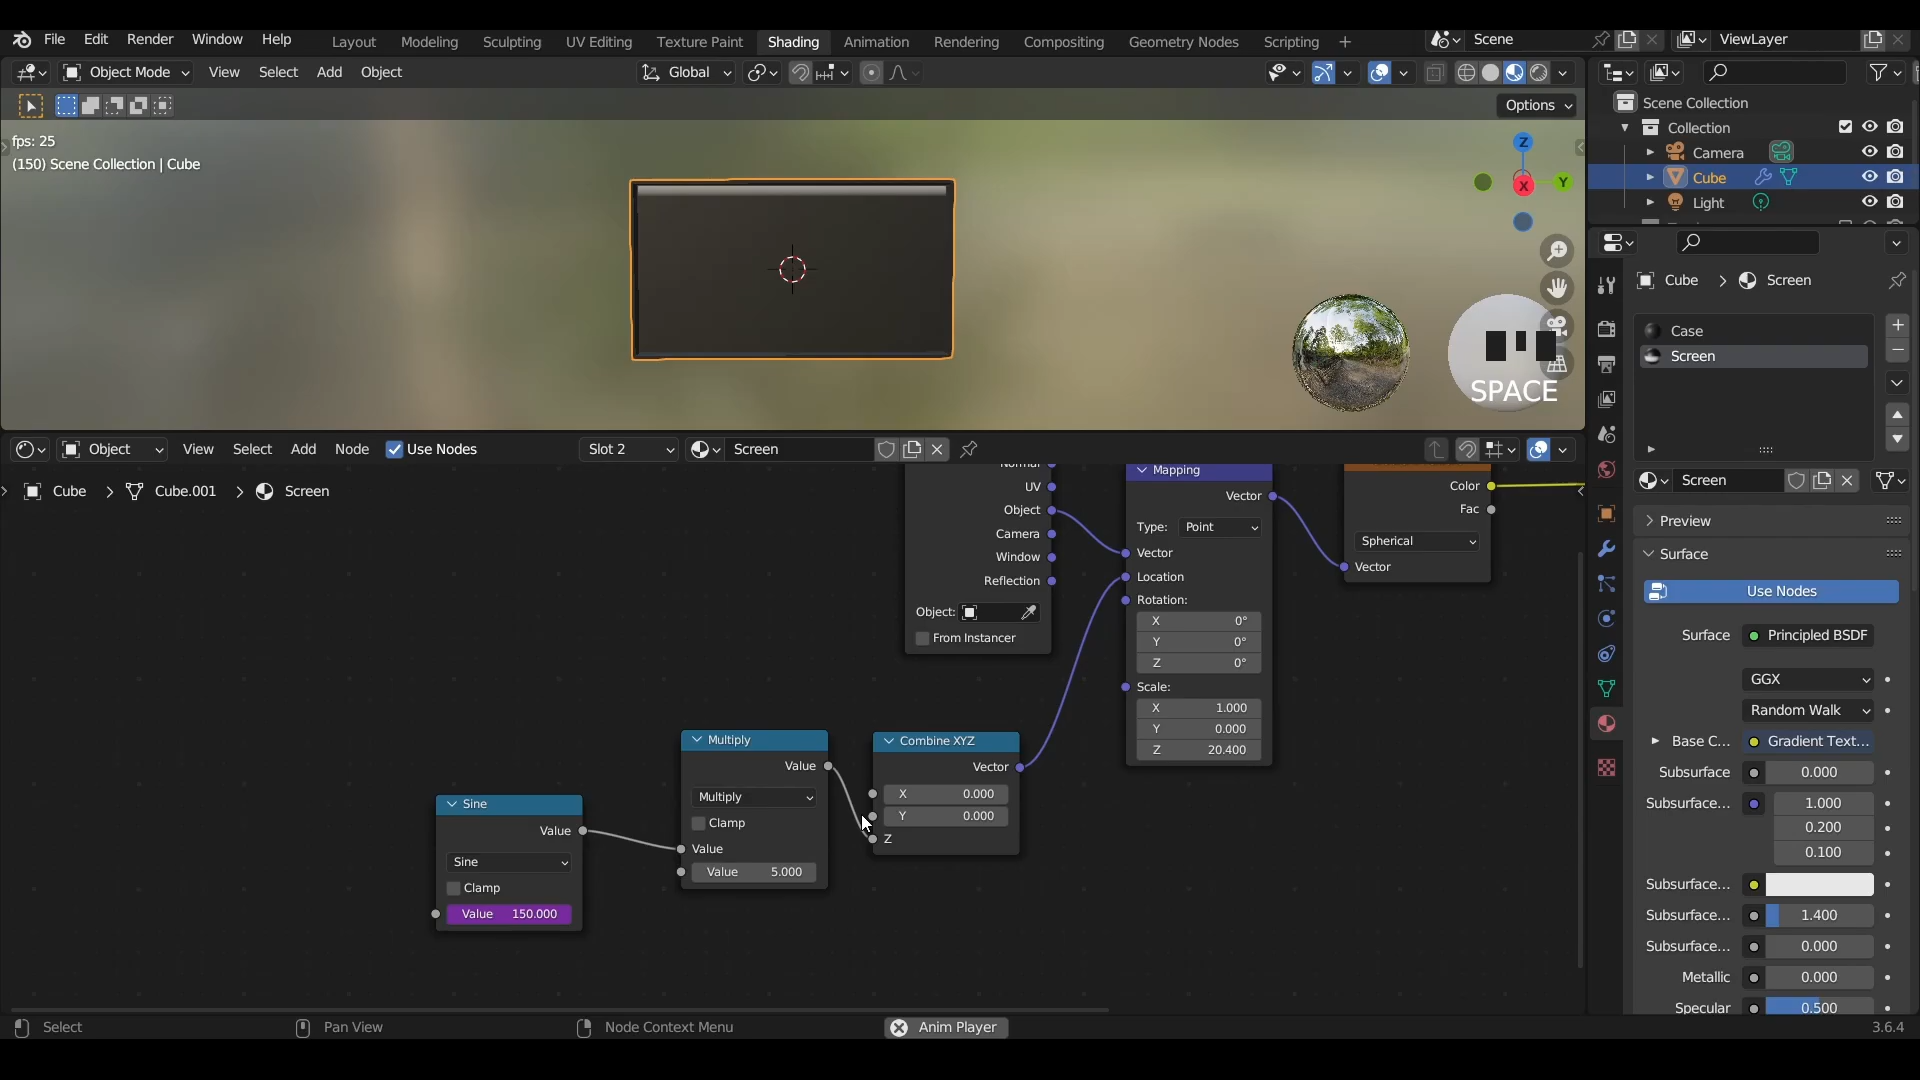 File Edit Render Window Help Layout Modeling Sculpting UV Editing Texture Paint Shading Animation Rendering Compositing Geometry Nodes Scripting + Scene ViewLayer
Object Mode View Select Add Object Global
Options
fps: 25
(150) Scene Collection | Cube
Z
Y
X
SPACE
Scene Collection
Collection
Camera
Cube
Light
Cube > Screen
Case
Screen
Object View Select Add Node Use Nodes Slot 2 Screen
Cube > Cube.001 > Screen
Normal
UV
Object
Camera
Window
Reflection
Object:
From Instancer
Mapping
Vector
Type: Point
Vector
Location
Rotation:
X 0°
Y 0°
Z 0°
Scale:
X 1.000
Y 0.000
Z 20.400
Color
Fac
Spherical
Vector
Sine
Value
Sine
Clamp
Value 150.000
Multiply
Value
Multiply
Clamp
Value
Value 5.000
Combine XYZ
Vector
X 0.000
Y 0.000
Z
Screen
Preview
Surface
Use Nodes
Surface Principled BSDF
GGX
Random Walk
Base C... Gradient Text...
Subsurface 0.000
Subsurface... 1.000
0.200
0.100
Subsurface...
Subsurface... 1.400
Subsurface... 0.000
Metallic 0.000
Specular 0.500
Select Pan View Node Context Menu Anim Player 3.6.4